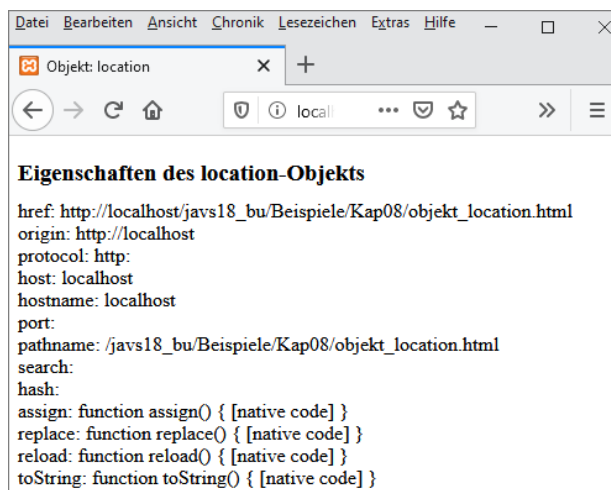 Datei Bearbeiten Ansicht Chronik Lesezeichen Extras Hilfe
Objekt: location
local
Eigenschaften des location-Objekts
href: http://localhost/javs18_bu/Beispiele/Kap08/objekt_location.html
origin: http://localhost
protocol: http:
host: localhost
hostname: localhost
port:
pathname: /javs18_bu/Beispiele/Kap08/objekt_location.html
search:
hash:
assign: function assign() { [native code] }
replace: function replace() { [native code] }
reload: function reload() { [native code] }
toString: function toString() { [native code] }